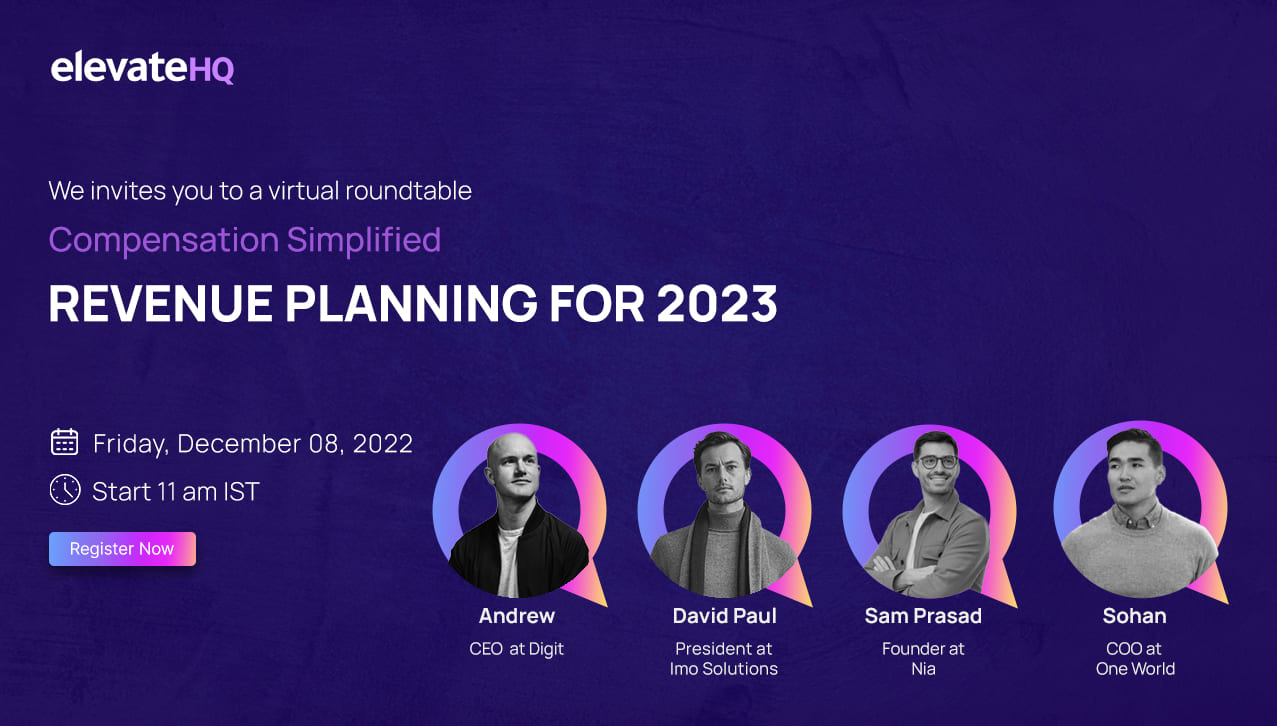 elevateHQ
We invites you to a virtual roundtable
Compensation Simplified
REVENUE PLANNING FOR 2023
Friday, December 08, 2022
Start 11 am IST
Register Now
Andrew
CEO at Digit
David Paul
President at
Imo Solutions
Sam Prasad
Founder at
Nia
Sohan
COO at
One World